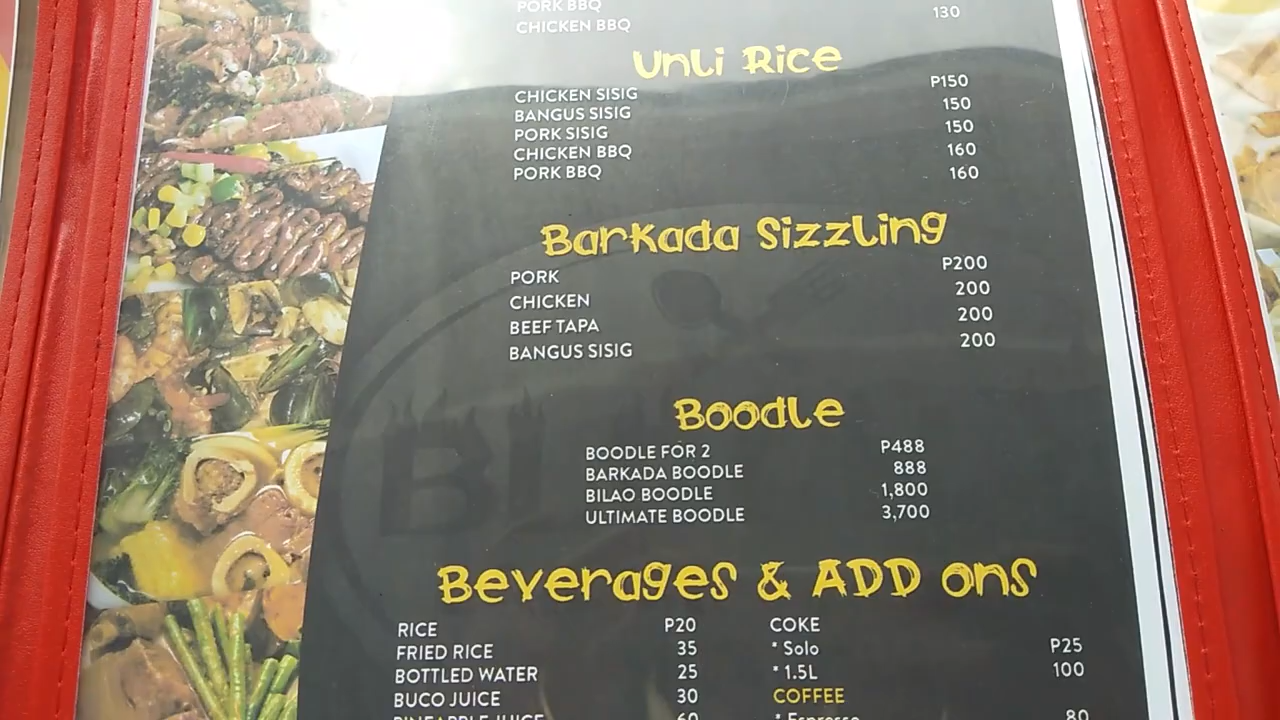 PORK BBQ
CHICKEN BBQ 130
Unli Rice
CHICKEN SISIG P150
BANGUS SISIG 150
PORK SISIG 150
CHICKEN BBQ 160
PORK BBQ 160
Barkada Sizzling
PORK P200
CHICKEN 200
BEEF TAPA 200
BANGUS SISIG 200
Boodle
BOODLE FOR 2 P488
BARKADA BOODLE 888
BILAO BOODLE 1,800
ULTIMATE BOODLE 3,700
Beverages & ADD ons
RICE P20
FRIED RICE 35
BOTTLED WATER 25
BUCO JUICE 30
PINEAPPLE JUICE 60
COKE
* Solo P25
* 1.5L 100
COFFEE
* Espresso 80